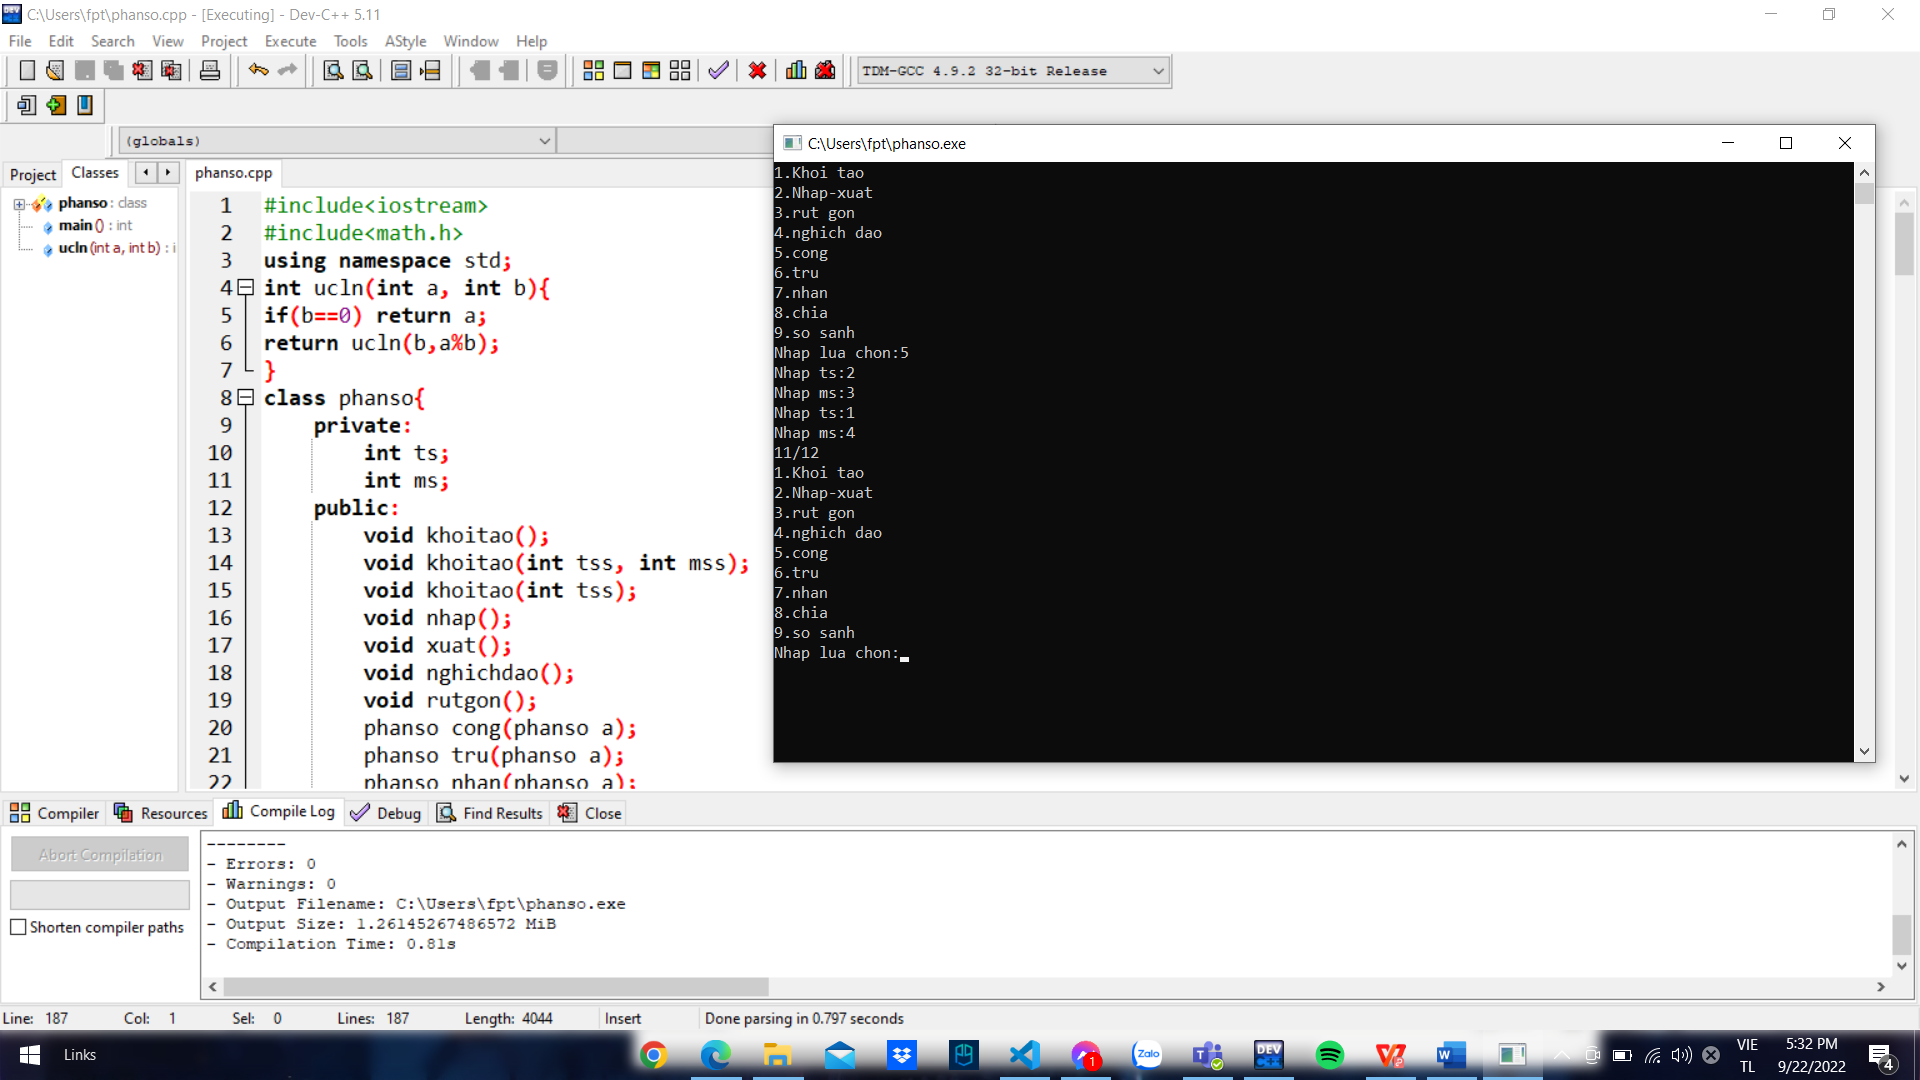 C:\Users\fpt\phanso.cpp - [Executing] - Dev-C++ 5.11
File Edit Search View Project Execute Tools AStyle Window Help
TDM-GCC 4.9.2 32-bit Release
(globals)
Project Classes
phanso : class
main () : int
ucln (int a, int b) : i
phanso.cpp
1 #include<iostream>
2 #include<math.h>
3 using namespace std;
4 int ucln(int a, int b){
5 if(b==0) return a;
6 return ucln(b,a%b);
7 }
8 class phanso{
9 private:
10 int ts;
11 int ms;
12 public:
13 void khoitao();
14 void khoitao(int tss, int mss);
15 void khoitao(int tss);
16 void nhap();
17 void xuat();
18 void nghichdao();
19 void rutgon();
20 phanso cong(phanso a);
21 phanso tru(phanso a);
22 phanso nhan(phanso a);
C:\Users\fpt\phanso.exe
1.Khoi tao
2.Nhap-xuat
3.rut gon
4.nghich dao
5.cong
6.tru
7.nhan
8.chia
9.so sanh
Nhap lua chon:5
Nhap ts:2
Nhap ms:3
Nhap ts:1
Nhap ms:4
11/12
1.Khoi tao
2.Nhap-xuat
3.rut gon
4.nghich dao
5.cong
6.tru
7.nhan
8.chia
9.so sanh
Nhap lua chon:
Compiler Resources Compile Log Debug Find Results Close
Abort Compilation
Shorten compiler paths
--------
- Errors: 0
- Warnings: 0
- Output Filename: C:\Users\fpt\phanso.exe
- Output Size: 1.26145267486572 MiB
- Compilation Time: 0.81s
Line: 187 Col: 1 Sel: 0 Lines: 187 Length: 4044 Insert Done parsing in 0.797 seconds
Links
1
Zalo
DEV C++
VIE
TL
5:32 PM
9/22/2022
4